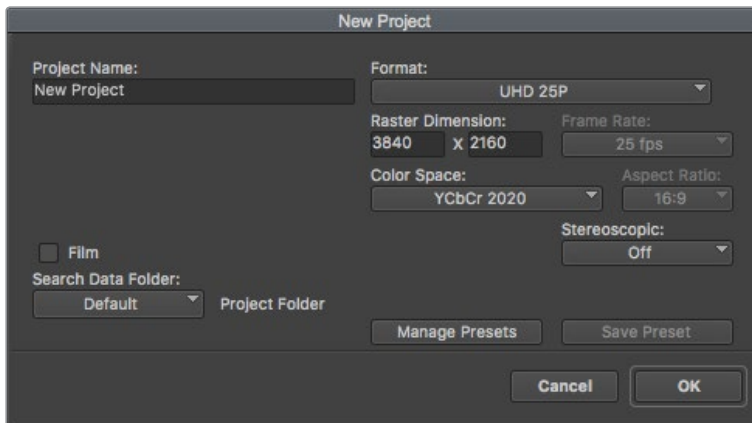 New Project
Project Name:
New Project
Format:
UHD 25P
Raster Dimension:
Frame Rate:
3840 X 2160
25 fps
Color Space:
Aspect Ratio:
YCbCr 2020
16:9
Stereoscopic:
Film
Off
Search Data Folder:
Default
Project Folder
Manage Presets
Save Preset
Cancel
OK